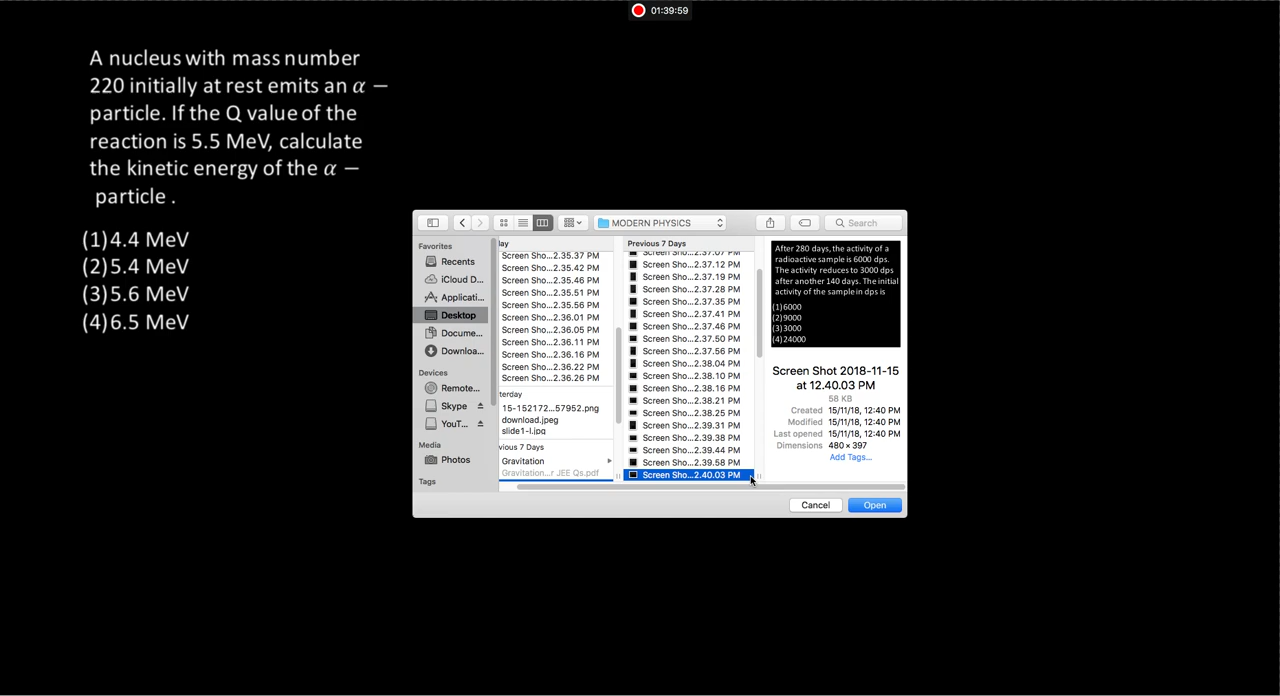 01:39:59
A nucleus with mass number
220 initially at rest emits an α −
particle. If the Q value of the
reaction is 5.5 MeV, calculate
the kinetic energy of the α −
particle .
(1)4.4 MeV
(2)5.4 MeV
(3)5.6 MeV
(4)6.5 MeV
MODERN PHYSICS
Search
Favorites
Recents
iCloud D...
Applicati...
Desktop
Docume...
Downloa...
Devices
Remote...
Skype
YouT...
Media
Photos
Tags
lay
Screen Sho...2.35.37 PM
Screen Sho...2.35.42 PM
Screen Sho...2.35.46 PM
Screen Sho...2.35.51 PM
Screen Sho...2.35.56 PM
Screen Sho...2.36.01 PM
Screen Sho...2.36.05 PM
Screen Sho...2.36.11 PM
Screen Sho...2.36.16 PM
Screen Sho...2.36.22 PM
Screen Sho...2.36.26 PM
terday
15-152172...57952.png
download.jpeg
slide1-l.jpg
vious 7 Days
Gravitation
Gravitation...r JEE Qs.pdf
Previous 7 Days
Screen Sho...2.37.07 PM
Screen Sho...2.37.12 PM
Screen Sho...2.37.19 PM
Screen Sho...2.37.28 PM
Screen Sho...2.37.35 PM
Screen Sho...2.37.41 PM
Screen Sho...2.37.46 PM
Screen Sho...2.37.50 PM
Screen Sho...2.37.56 PM
Screen Sho...2.38.04 PM
Screen Sho...2.38.10 PM
Screen Sho...2.38.16 PM
Screen Sho...2.38.21 PM
Screen Sho...2.38.25 PM
Screen Sho...2.39.31 PM
Screen Sho...2.39.38 PM
Screen Sho...2.39.44 PM
Screen Sho...2.39.58 PM
Screen Sho...2.40.03 PM
After 280 days, the activity of a
radioactive sample is 6000 dps.
The activity reduces to 3000 dps
after another 140 days. The initial
activity of the sample in dps is
(1)6000
(2)9000
(3)3000
(4)24000
Screen Shot 2018-11-15
at 12.40.03 PM
58 KB
Created 15/11/18, 12:40 PM
Modified 15/11/18, 12:40 PM
Last opened 15/11/18, 12:40 PM
Dimensions 480 × 397
Add Tags...
Cancel
Open